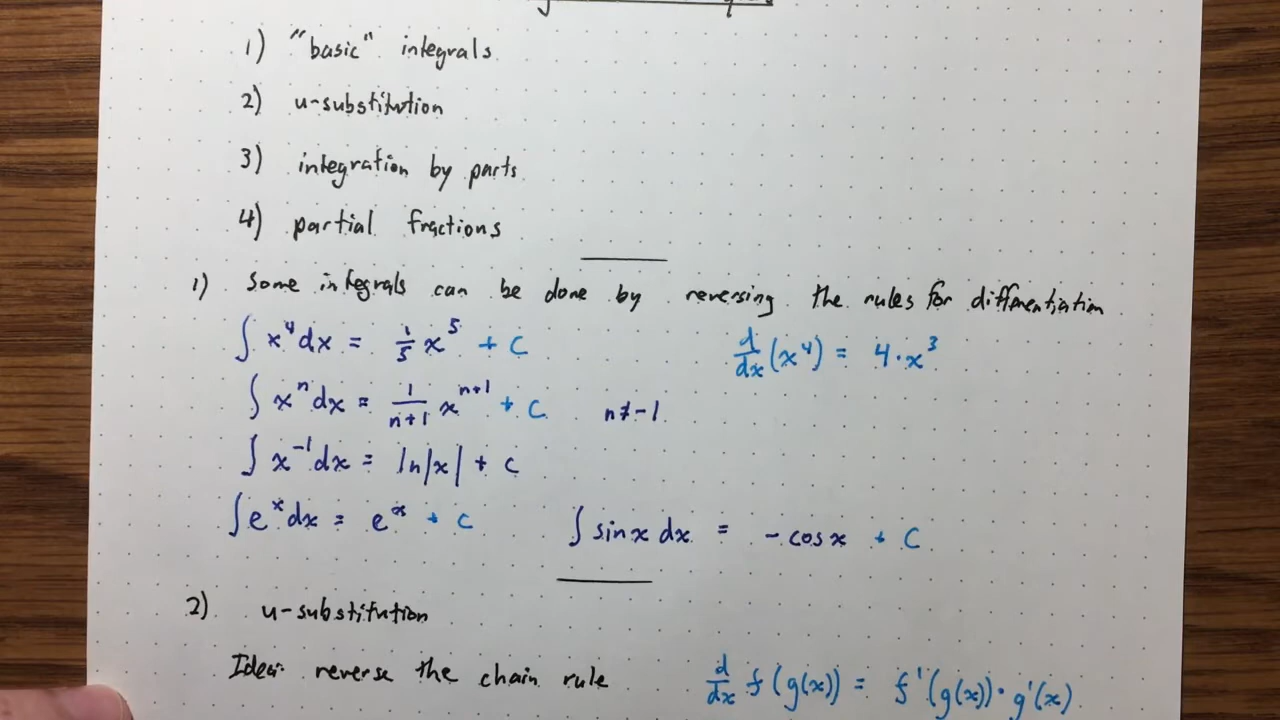 1) "basic" integrals
2) u-substitution
3) integration by parts
4) partial fractions
1) Some integrals can be done by reversing the rules for differentiation
∫ x⁴ dx = 1/5 x⁵ + C d/dx (x⁴) = 4·x³
∫ xⁿ dx = 1/(n+1) xⁿ⁺¹ + C n≠-1
∫ x⁻¹ dx = ln|x| + C
∫ eˣ dx = eˣ + C ∫ sin x dx = - cos x + C
2) u-substitution
Idea: reverse the chain rule d/dx f(g(x)) = f'(g(x))·g'(x)